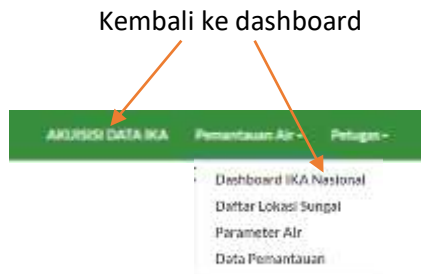 Kembali ke dashboard
AKUISISI DATA IKA Pemantauan Air Petugas
Dashboard IKA Nasional
Daftar Lokasi Sungai
Parameter Air
Data Pemantauan